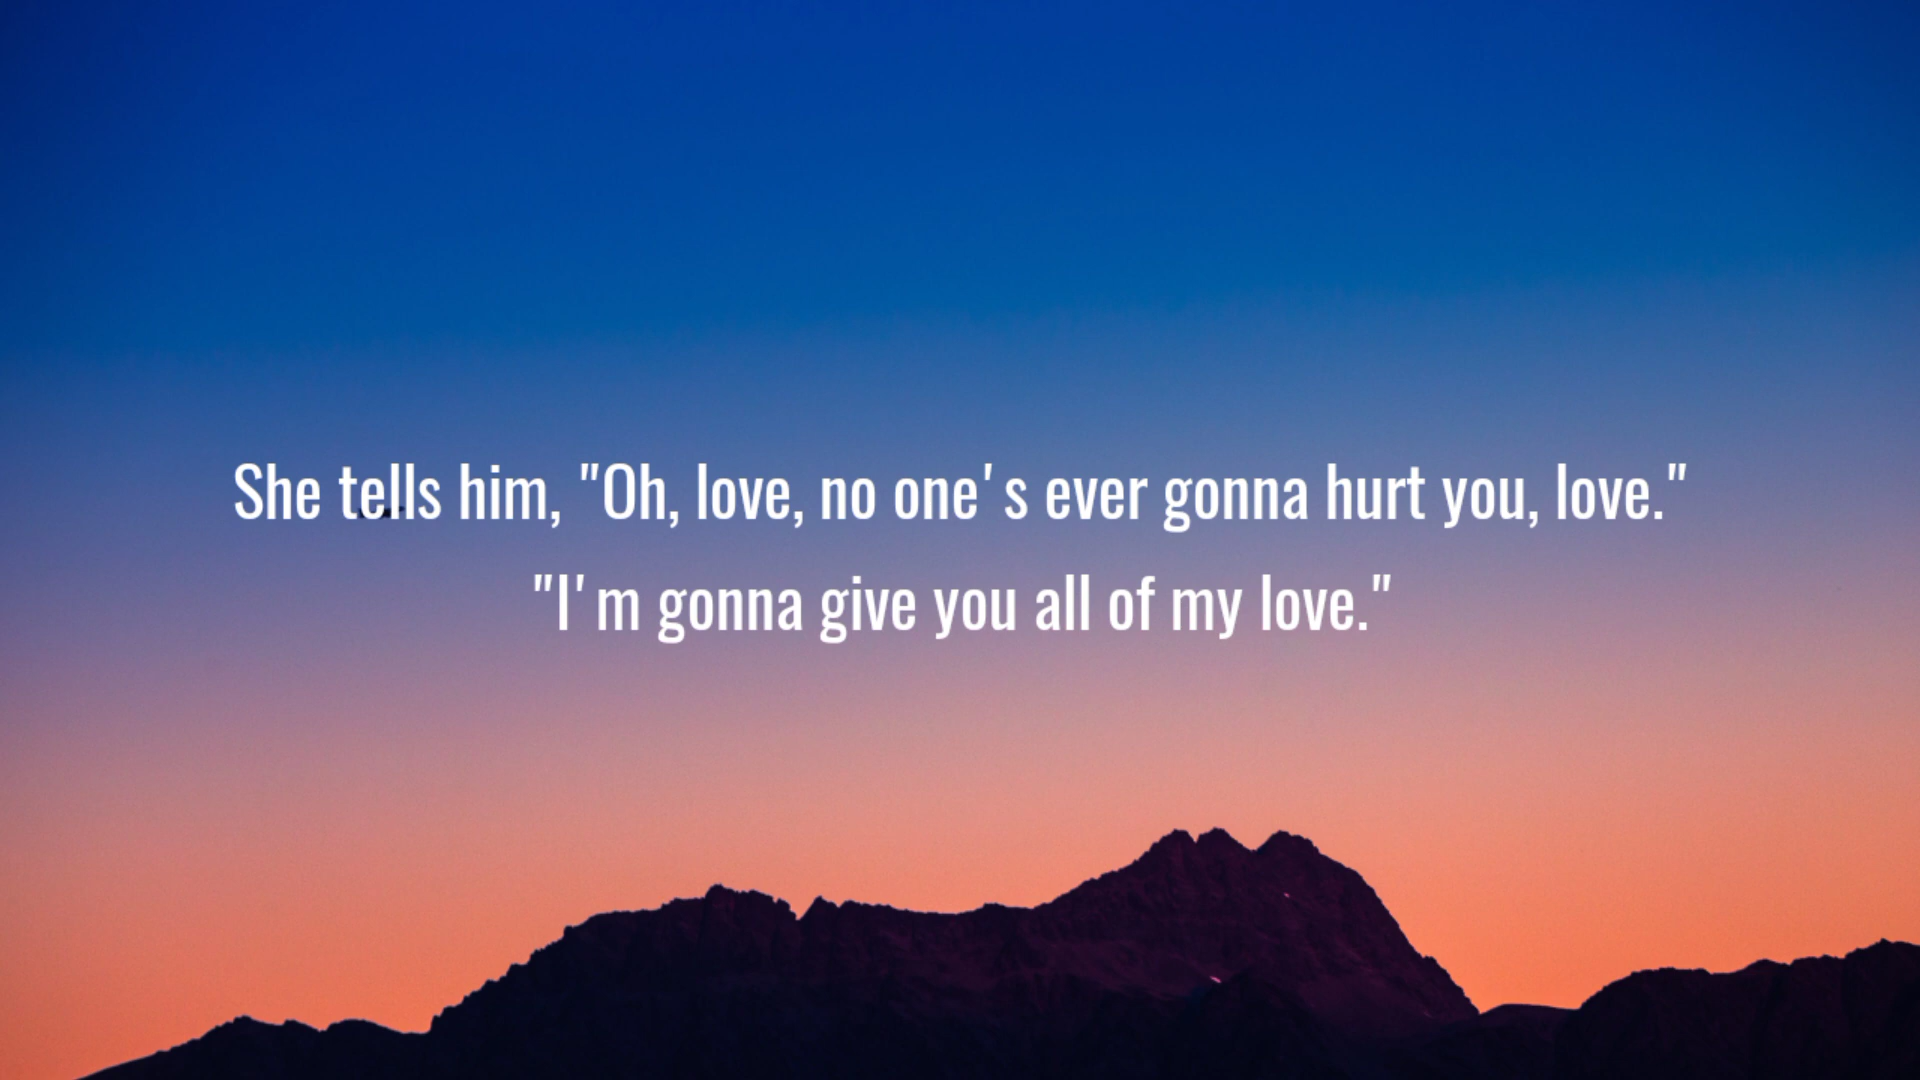 She tells him, "Oh, love, no one's ever gonna hurt you, love."
"I'm gonna give you all of my love."